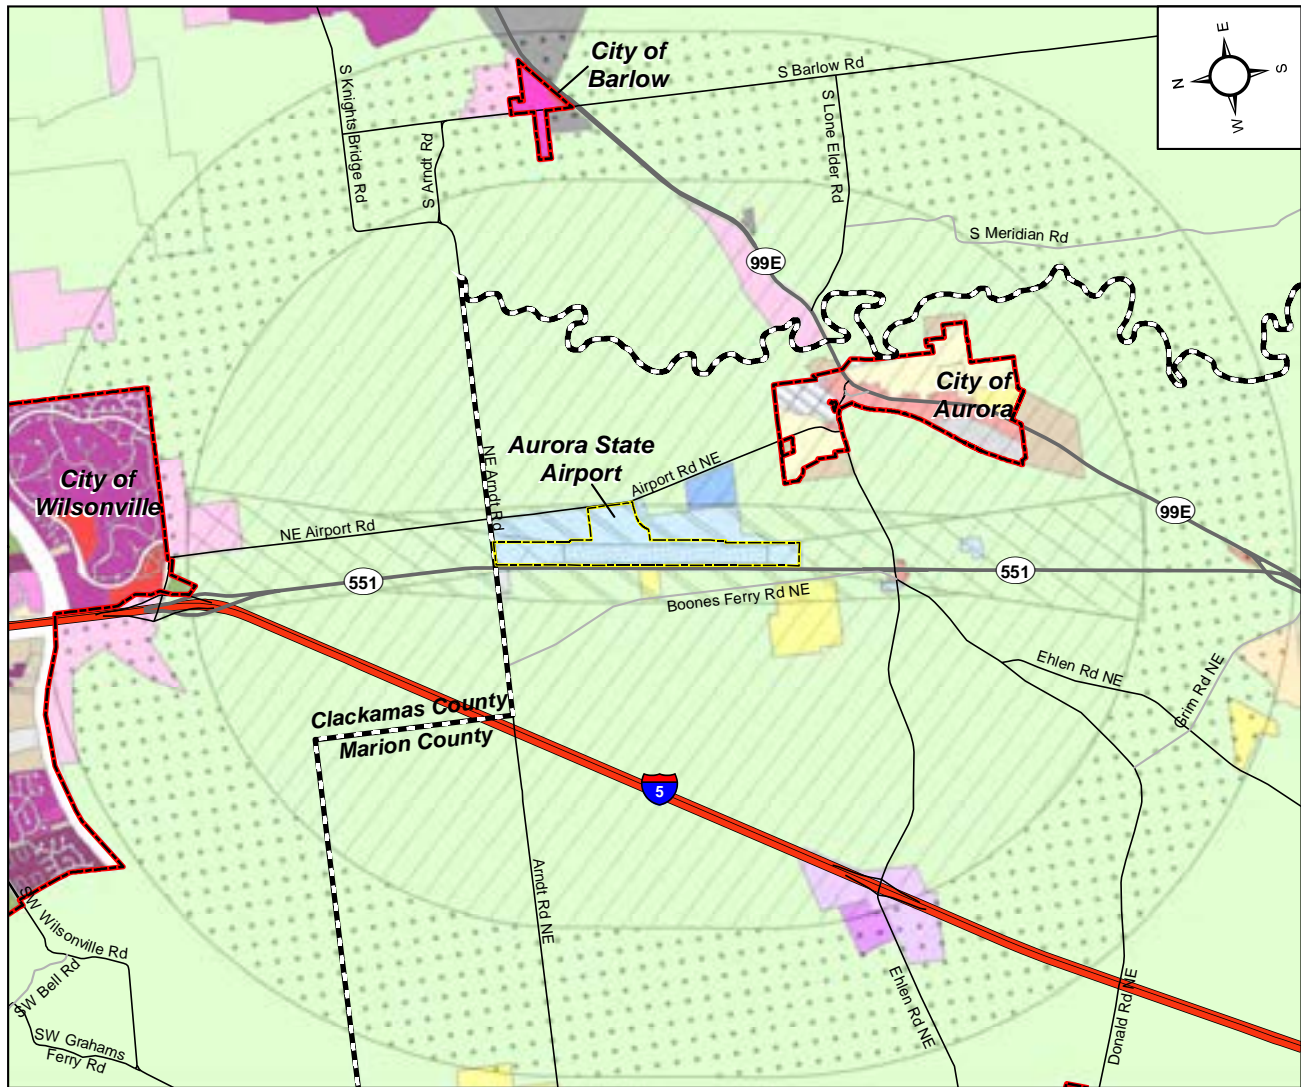 E
N
S
W
City of
Barlow
S Barlow Rd
S Knights Bridge Rd
S Arndt Rd
S Lone Elder Rd
S Meridian Rd
99E
City of
Aurora
City of
Wilsonville
Aurora State
Airport
Airport Rd NE
NE Arndt Rd
NE Airport Rd
99E
551
551
Boones Ferry Rd NE
Ehlen Rd NE
Grim Rd NE
Clackamas County
Marion County
5
Arndt Rd NE
SW Wilsonville Rd
SW Bell Rd
SW Grahams
Ferry Rd
Ehlen Rd NE
Donald Rd NE